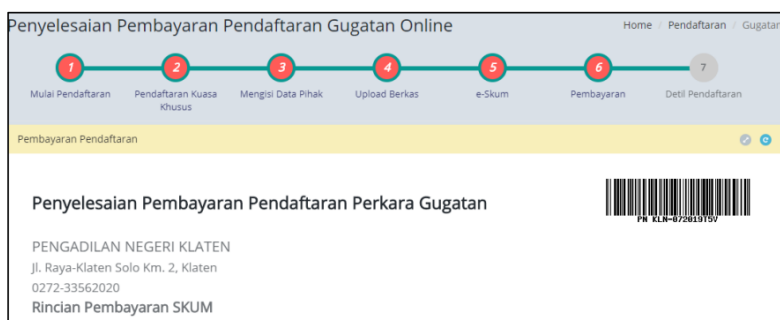 Penyelesaian Pembayaran Pendaftaran Gugatan Online
Home / Pendaftaran / Gugatan
1 2 3 4 5 6 7
Mulai Pendaftaran Pendaftaran Kuasa Khusus Mengisi Data Pihak Upload Berkas e-Skum Pembayaran Detil Pendaftaran
Pembayaran Pendaftaran
Penyelesaian Pembayaran Pendaftaran Perkara Gugatan
PN KLN-072019T5V
PENGADILAN NEGERI KLATEN
Jl. Raya-Klaten Solo Km. 2, Klaten
0272-33562020
Rincian Pembayaran SKUM